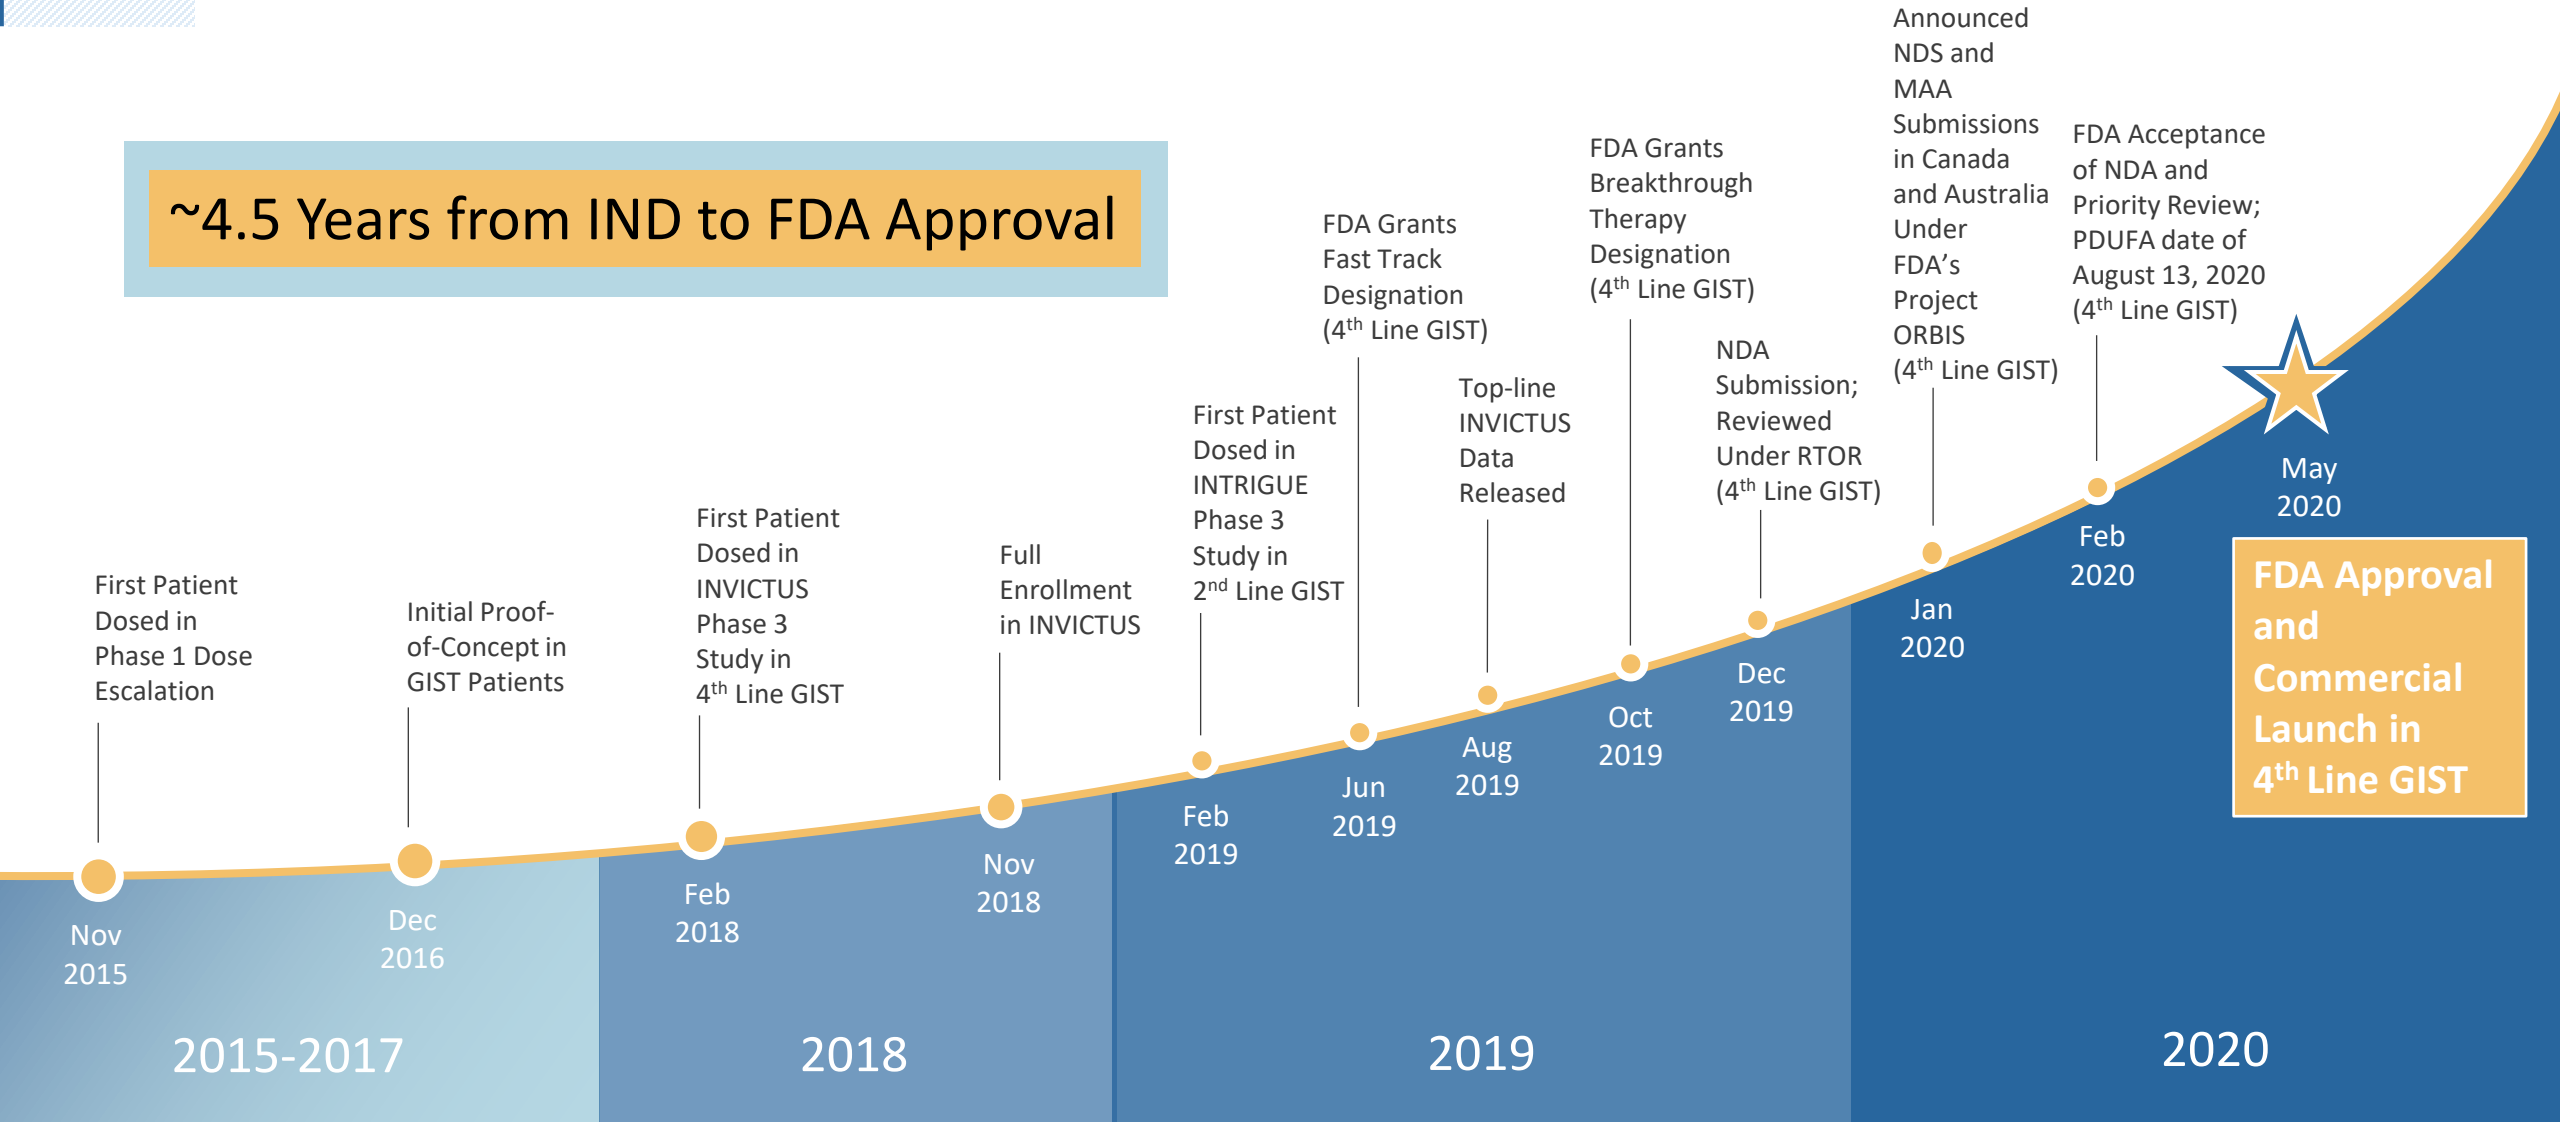 ~4.5 Years from IND to FDA Approval
First Patient
Dosed in
Phase 1 Dose
Escalation
Nov
2015
Initial Proof-
of-Concept in
GIST Patients
Dec
2016
First Patient
Dosed in
INVICTUS
Phase 3
Study in
4th Line GIST
Feb
2018
Full
Enrollment
in INVICTUS
Nov
2018
First Patient
Dosed in
INTRIGUE
Phase 3
Study in
2nd Line GIST
Feb
2019
FDA Grants
Fast Track
Designation
(4th Line GIST)
Jun
2019
Top-line
INVICTUS
Data
Released
Aug
2019
FDA Grants
Breakthrough
Therapy
Designation
(4th Line GIST)
Oct
2019
NDA
Submission;
Reviewed
Under RTOR
(4th Line GIST)
Dec
2019
Announced
NDS and
MAA
Submissions
in Canada
and Australia
Under
FDA’s
Project
ORBIS
(4th Line GIST)
Jan
2020
FDA Acceptance
of NDA and
Priority Review;
PDUFA date of
August 13, 2020
(4th Line GIST)
Feb
2020
May
2020
FDA Approval
and
Commercial
Launch in
4th Line GIST
2015-2017
2018
2019
2020